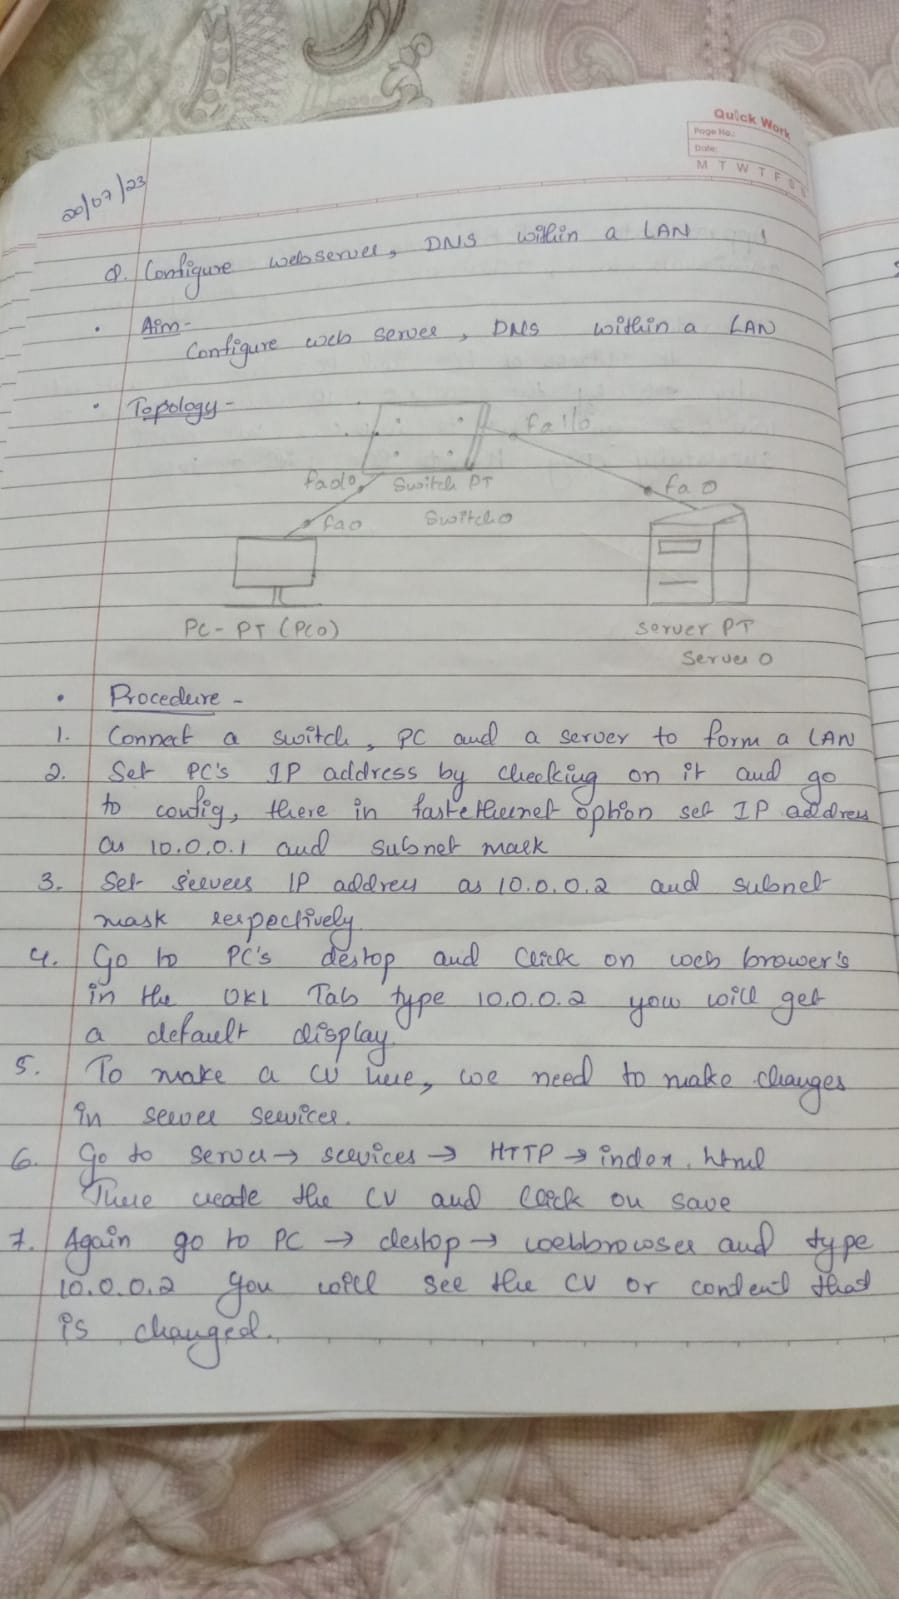 Quick Work
Page No.:
Date:
M T W T F S S
20/07/23
Q. Configure webserver, DNS within a LAN
• Aim-
Configure web server, DNS within a LAN
• Topology-
fa1/0
fa0/0 Switch PT fa0
fa0 Switch0
PC-PT (PC0) Server PT
Server 0
• Procedure -
1. Connect a switch, PC and a server to form a LAN
2. Set PC's IP address by checking on it and go
to config, there in fastethernet option set IP address
as 10.0.0.1 and subnet mask
3. Set servers IP address as 10.0.0.2 and subnet
mask respectively.
4. Go to PC's destop and click on web brower's
in the URL Tab type 10.0.0.2 you will get
a default display.
5. To make a CV here, we need to make changes
in server services.
6. Go to server → services → HTTP → index.html
There create the CV and click on save
7. Again go to PC → destop → webbrowser and type
10.0.0.2 you will see the CV or content that
is changed.